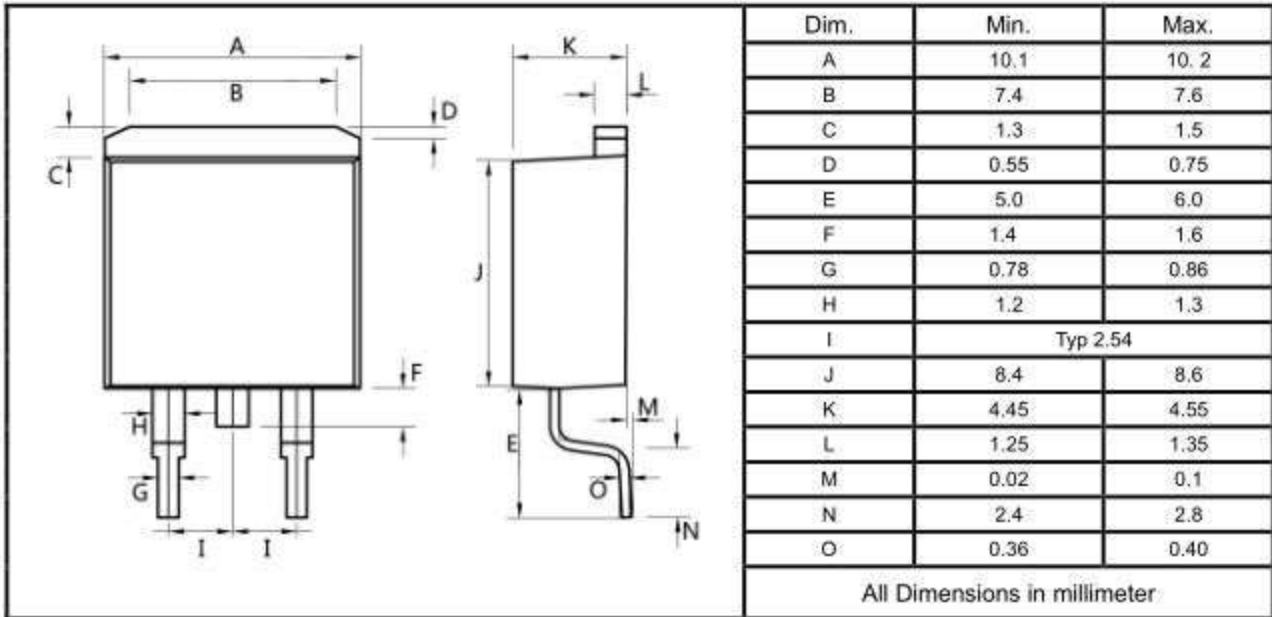 A
B
D
C
F
H
G
I I
K
L
J
E
M
O
N
Dim. Min. Max.
A 10.1 10. 2
B 7.4 7.6
C 1.3 1.5
D 0.55 0.75
E 5.0 6.0
F 1.4 1.6
G 0.78 0.86
H 1.2 1.3
I Typ 2.54
J 8.4 8.6
K 4.45 4.55
L 1.25 1.35
M 0.02 0.1
N 2.4 2.8
O 0.36 0.40
All Dimensions in millimeter